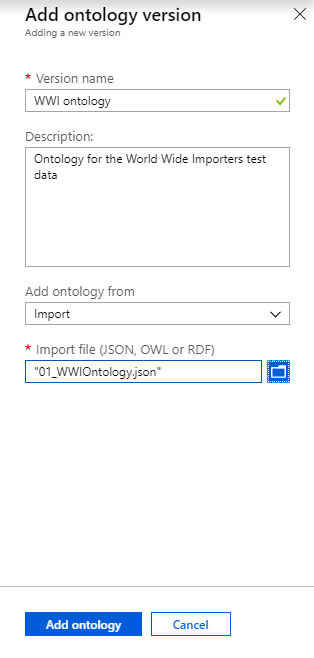 Add ontology version
Adding a new version
* Version name
WWI ontology
Description:
Ontology for the World Wide Importers test
data
Add ontology from
Import
* Import file (JSON, OWL or RDF)
"01_WWIOntology.json"
Add ontology
Cancel